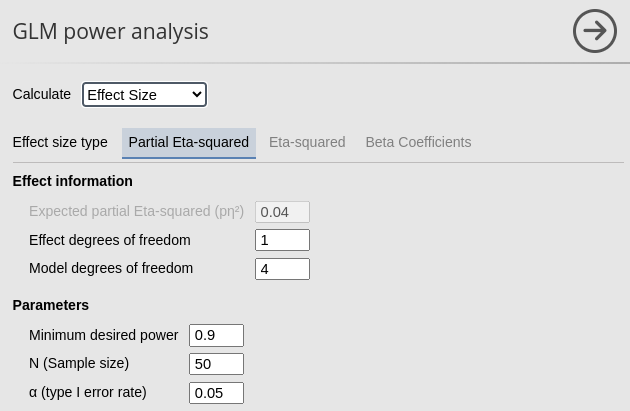 GLM power analysis
Calculate Effect Size
Effect size type Partial Eta-squared Eta-squared Beta Coefficients
Effect information
Expected partial Eta-squared (pη²) 0.04
Effect degrees of freedom 1
Model degrees of freedom 4
Parameters
Minimum desired power 0.9
N (Sample size) 50
α (type I error rate) 0.05